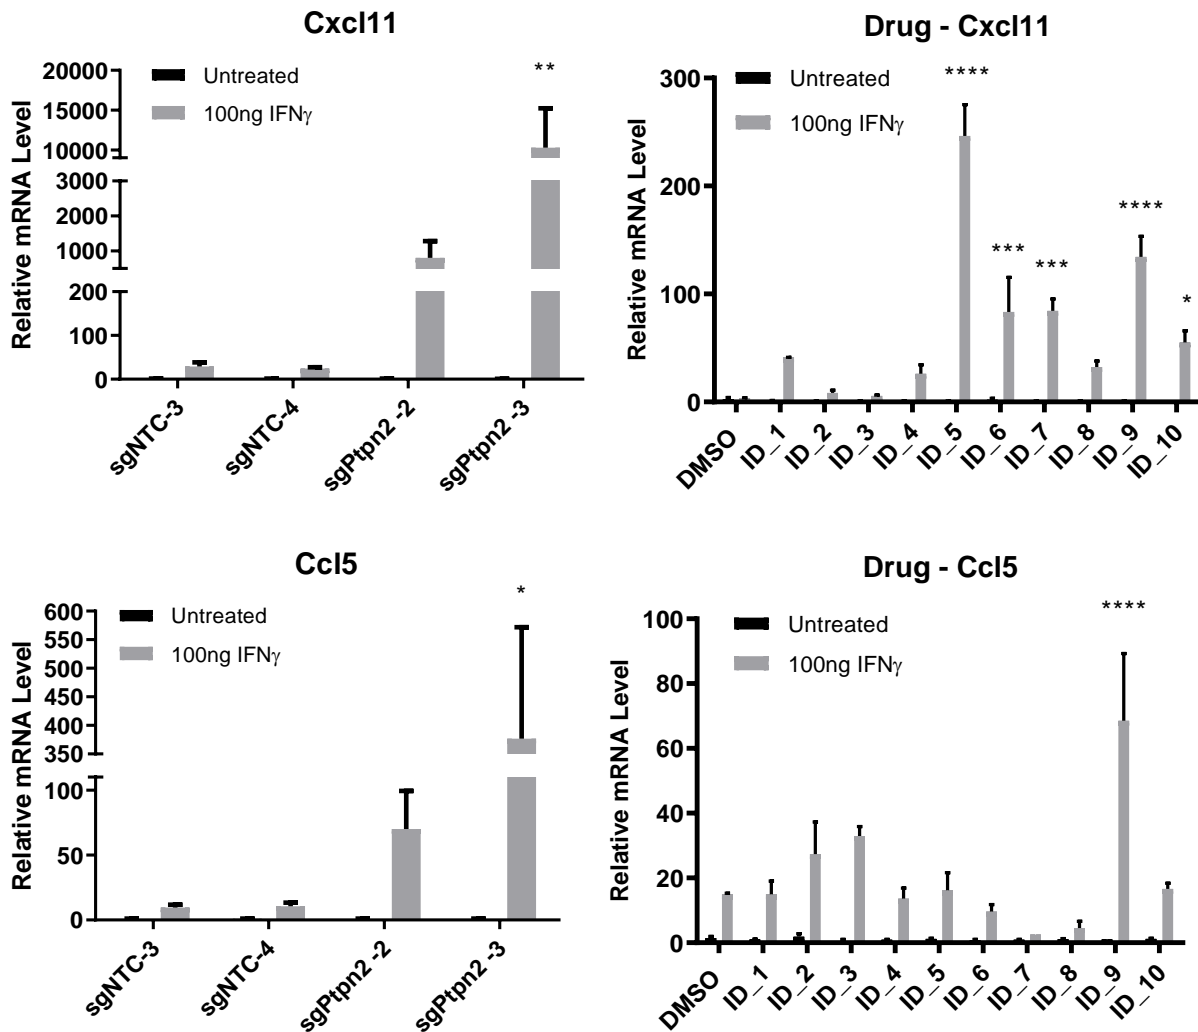 Cxcl11
Untreated
100ng IFNγ
**
Relative mRNA Level
20000
15000
10000
3000
2000
1000
200
100
0
sgNTC-3
sgNTC-4
sgPtpn2 -2
sgPtpn2 -3
Drug - Cxcl11
Untreated
100ng IFNγ
****
***
***
****
*
Relative mRNA Level
300
200
100
0
DMSO
ID_1
ID_2
ID_3
ID_4
ID_5
ID_6
ID_7
ID_8
ID_9
ID_10
Ccl5
Untreated
100ng IFNγ
*
Relative mRNA Level
600
550
500
450
400
350
100
50
0
sgNTC-3
sgNTC-4
sgPtpn2 -2
sgPtpn2 -3
Drug - Ccl5
Untreated
100ng IFNγ
****
Relative mRNA Level
100
80
60
40
20
0
DMSO
ID_1
ID_2
ID_3
ID_4
ID_5
ID_6
ID_7
ID_8
ID_9
ID_10